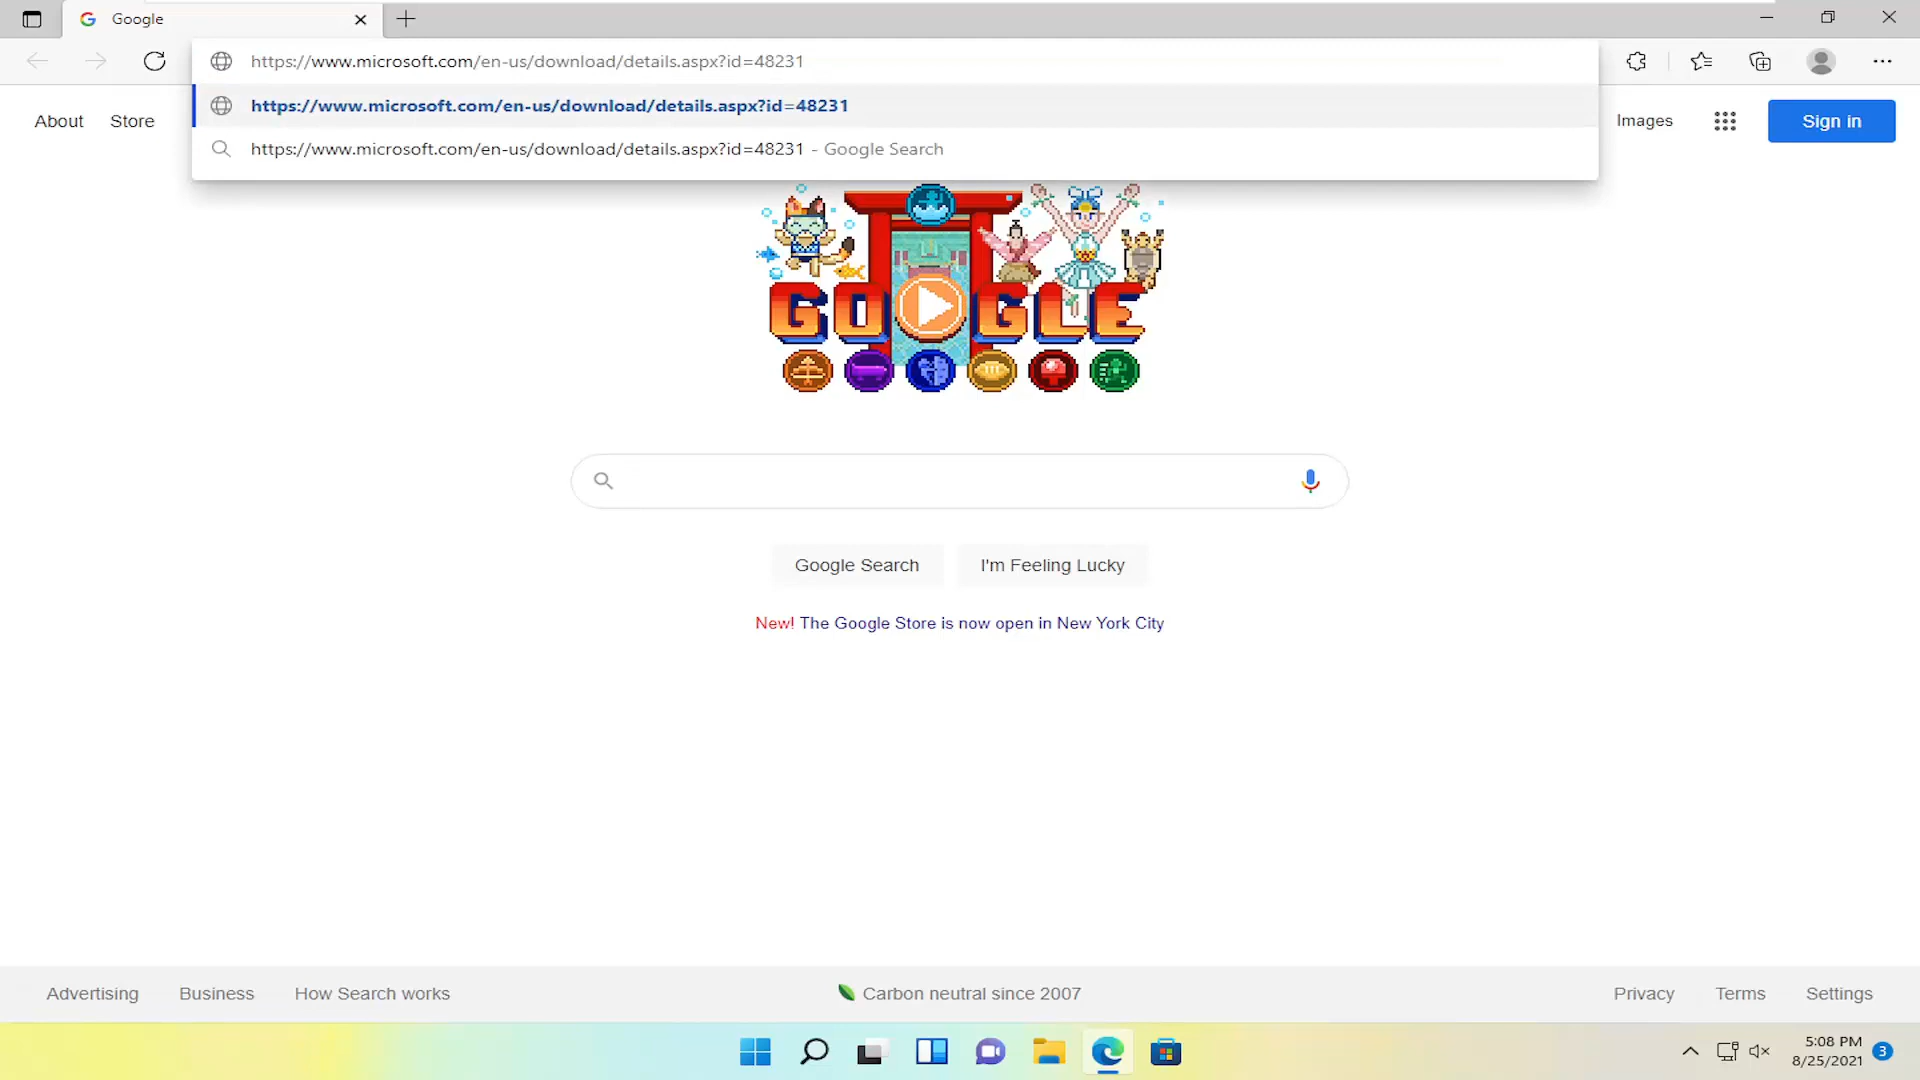 Google
https://www.microsoft.com/en-us/download/details.aspx?id=48231
https://www.microsoft.com/en-us/download/details.aspx?id=48231
https://www.microsoft.com/en-us/download/details.aspx?id=48231 - Google Search
About Store Images Sign in
GOOGLE
Google Search I'm Feeling Lucky
New! The Google Store is now open in New York City
Advertising Business How Search works Carbon neutral since 2007 Privacy Terms Settings
5:08 PM
8/25/2021 3